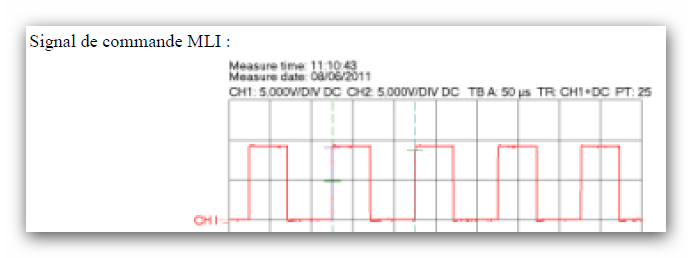 Signal de commande MLI :
Measure time: 11:10:43
Measure date: 08/06/2011
CH1: 5,000V/DIV DC CH2: 5,000V/DIV DC TB A: 50 µs TR: CH1+DC PT: 25
CH I